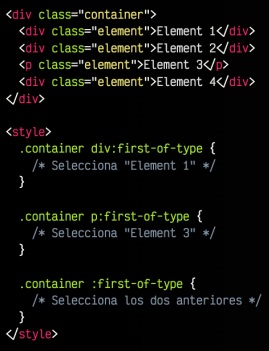 <div class="container">
  <div class="element">Element 1</div>
  <div class="element">Element 2</div>
  <p class="element">Element 3</p>
  <div class="element">Element 4</div>
</div>

<style>
  .container div:first-of-type {
    /* Selecciona "Element 1" */
  }

  .container p:first-of-type {
    /* Selecciona "Element 3" */
  }

  .container :first-of-type {
    /* Selecciona los dos anteriores */
  }
</style>